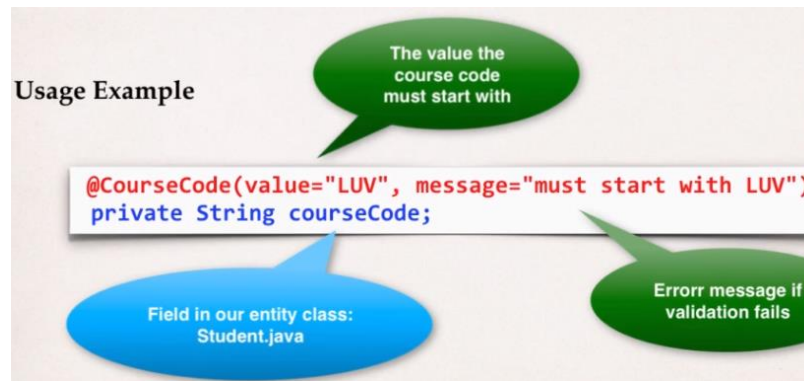 The value the
course code
must start with
Usage Example
@CourseCode(value="LUV", message="must start with LUV")
private String courseCode;
Field in our entity class:
Student.java
Errorr message if
validation fails